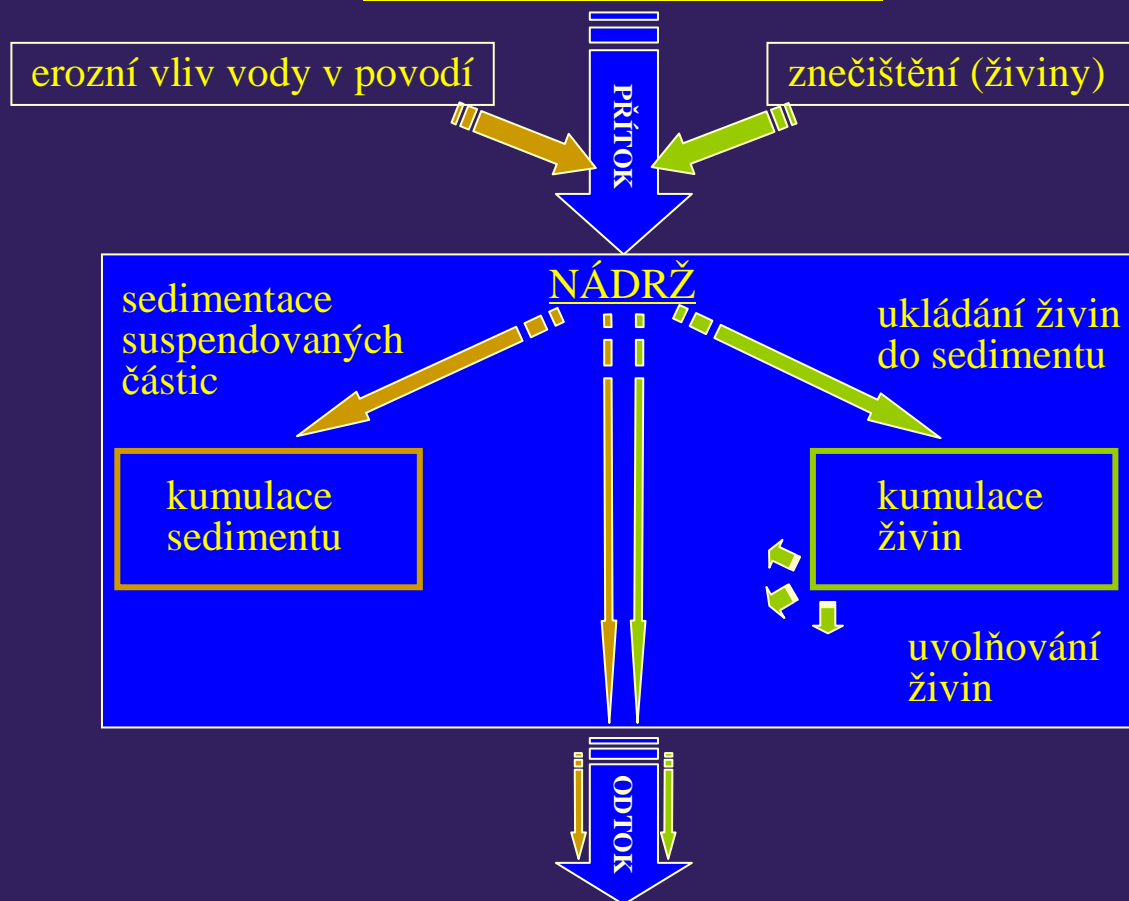 erozní vliv vody v povodí
znečištění (živiny)
PŘÍTOK
NÁDRŽ
sedimentace
suspendovaných
částic
ukládání živin
do sedimentu
kumulace
sedimentu
kumulace
živin
uvolňování
živin
ODTOK